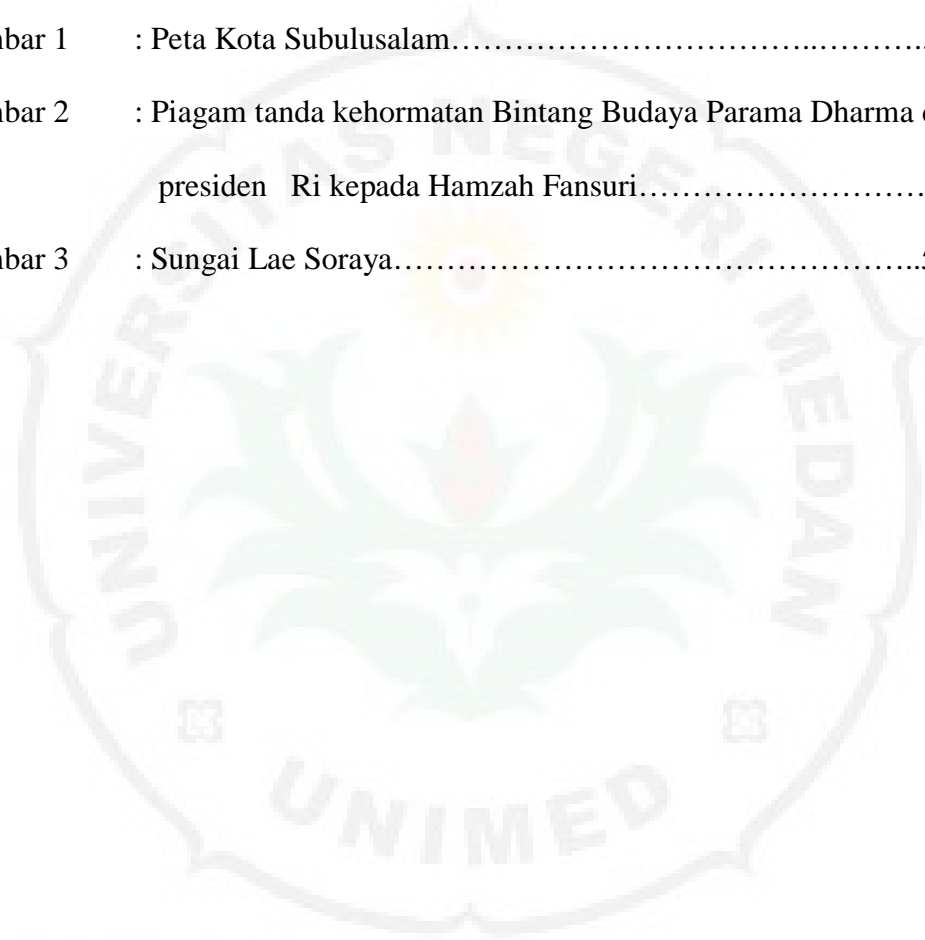 mbar 1 : Peta Kota Subulusalam……………………………..………..
mbar 2 : Piagam tanda kehormatan Bintang Budaya Parama Dharma
presiden Ri kepada Hamzah Fansuri……………………….
mbar 3 : Sungai Lae Soraya……………………………………………..5
UNIVERSITAS NEGERI MEDAN
UNIMED